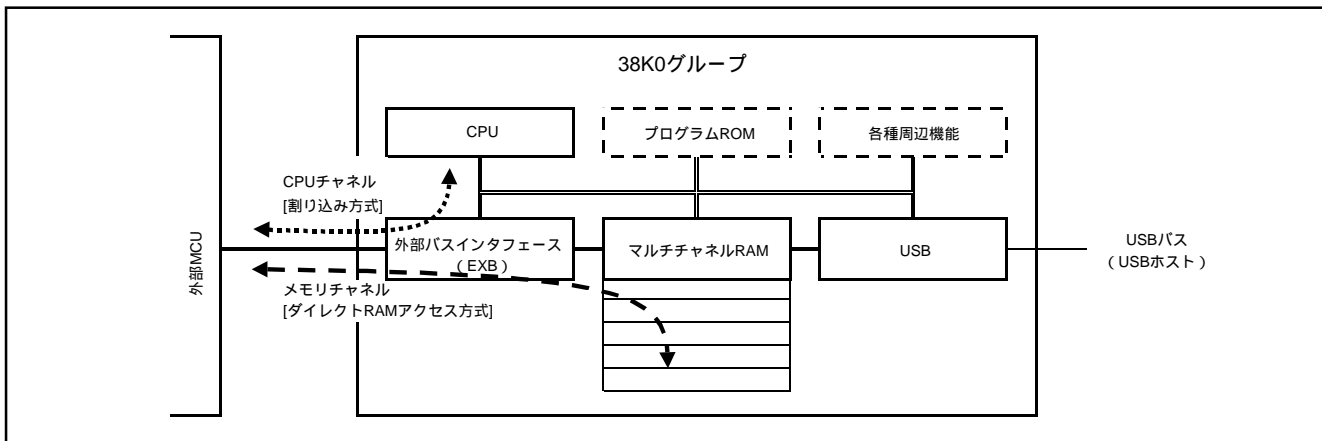 38K0グループ
CPU
プログラムROM
各種周辺機能
CPUチャネル
[割り込み方式]
外部MCU
外部バスインタフェース
（EXB）
マルチチャネルRAM
USB
USBバス
（USBホスト）
メモリチャネル
[ダイレクトRAMアクセス方式]